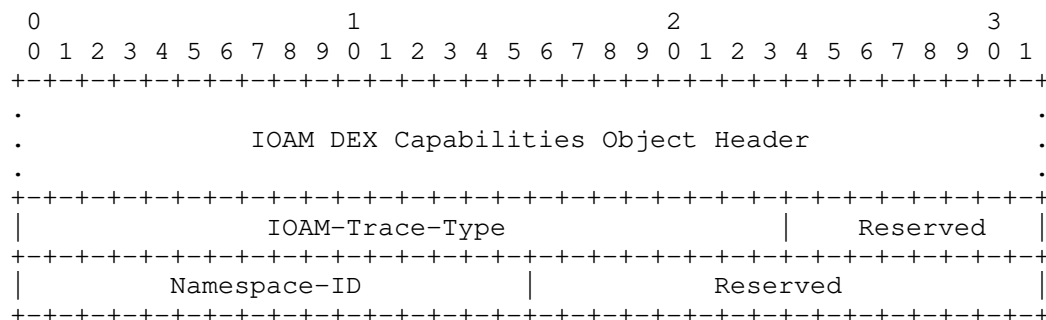 0                   1                   2                   3
 0 1 2 3 4 5 6 7 8 9 0 1 2 3 4 5 6 7 8 9 0 1 2 3 4 5 6 7 8 9 0 1
+-+-+-+-+-+-+-+-+-+-+-+-+-+-+-+-+-+-+-+-+-+-+-+-+-+-+-+-+-+-+-+-+
.                                                               .
.              IOAM DEX Capabilities Object Header              .
.                                                               .
+-+-+-+-+-+-+-+-+-+-+-+-+-+-+-+-+-+-+-+-+-+-+-+-+-+-+-+-+-+-+-+-+
|               IOAM-Trace-Type                 |    Reserved   |
+-+-+-+-+-+-+-+-+-+-+-+-+-+-+-+-+-+-+-+-+-+-+-+-+-+-+-+-+-+-+-+-+
|         Namespace-ID          |           Reserved            |
+-+-+-+-+-+-+-+-+-+-+-+-+-+-+-+-+-+-+-+-+-+-+-+-+-+-+-+-+-+-+-+-+